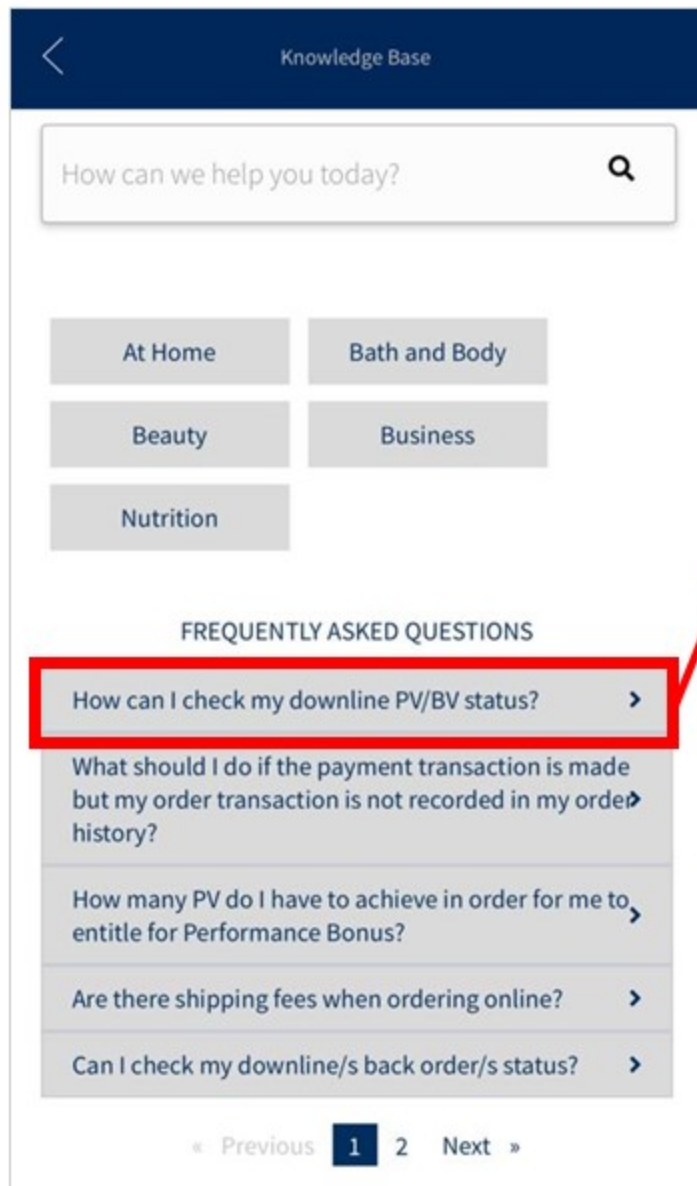 Knowledge Base
How can we help you today?
At Home
Bath and Body
Beauty
Business
Nutrition
FREQUENTLY ASKED QUESTIONS
How can I check my downline PV/BV status?
What should I do if the payment transaction is made
but my order transaction is not recorded in my order
history?
How many PV do I have to achieve in order for me to
entitle for Performance Bonus?
Are there shipping fees when ordering online?
Can I check my downline/s back order/s status?
« Previous 1 2 Next »